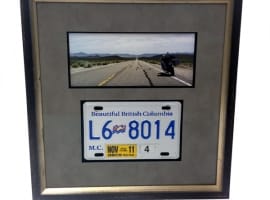 Beautiful British Columbia
L6 8014
M.C. NOV 11 4